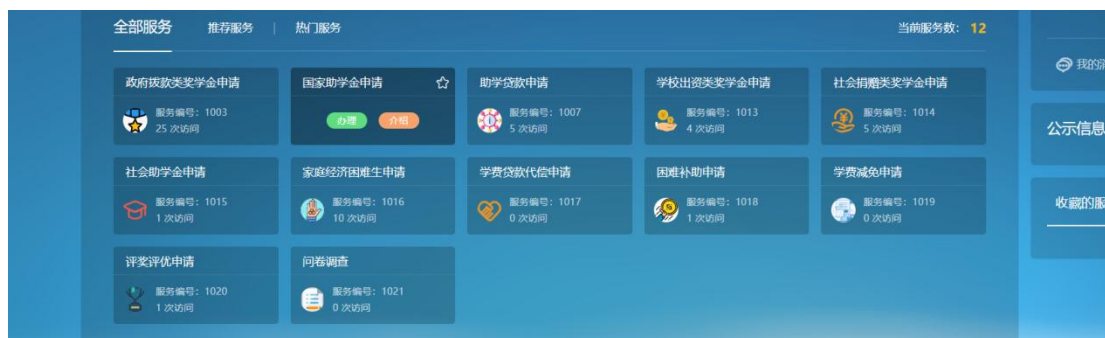 全部服务 推荐服务 | 热门服务 当前服务数: 12
政府拨款类奖学金申请
服务编号: 1003
25 次访问
国家助学金申请
办理 介绍
助学贷款申请
服务编号: 1007
5 次访问
学校出资类奖学金申请
服务编号: 1013
4 次访问
社会捐赠类奖学金申请
服务编号: 1014
5 次访问
社会助学金申请
服务编号: 1015
1 次访问
家庭经济困难生申请
服务编号: 1016
10 次访问
学费贷款代偿申请
服务编号: 1017
0 次访问
困难补助申请
服务编号: 1018
1 次访问
学费减免申请
服务编号: 1019
0 次访问
评奖评优申请
服务编号: 1020
1 次访问
问卷调查
服务编号: 1021
0 次访问
我的
公示信息
收藏的服